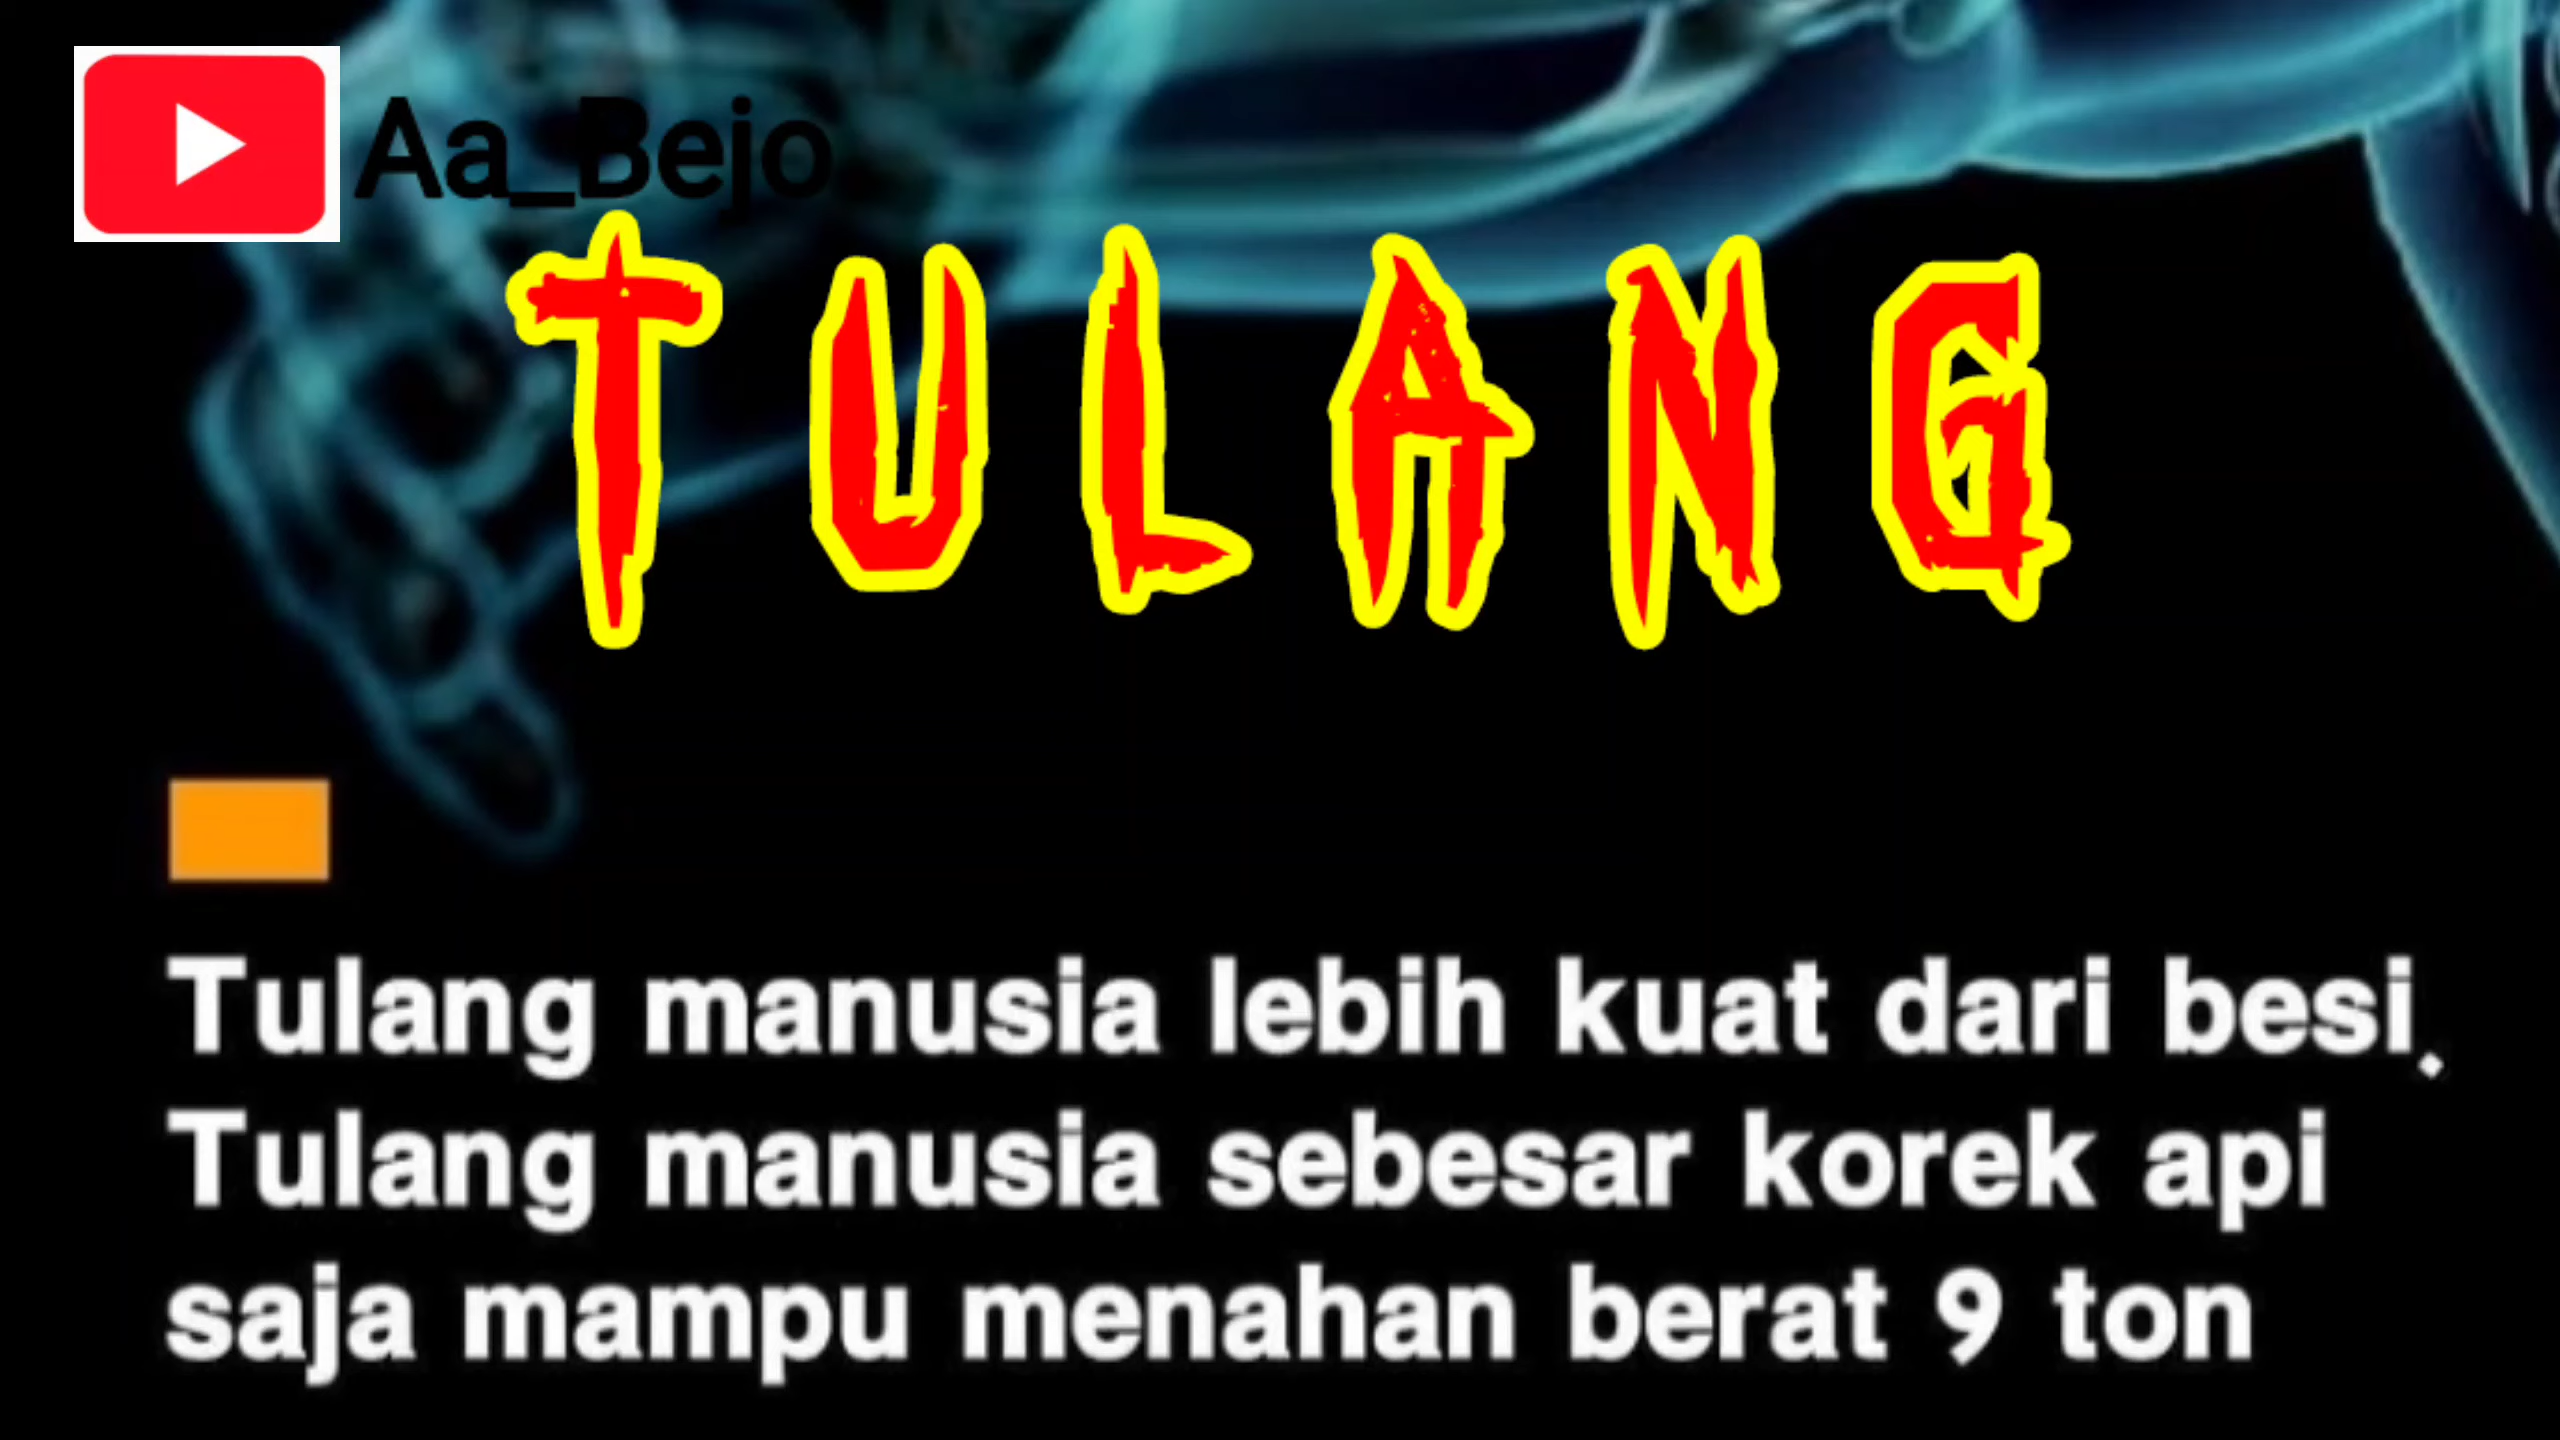 Aa_Bejo
TULANG
Tulang manusia lebih kuat dari besi.
Tulang manusia sebesar korek api
saja mampu menahan berat 9 ton